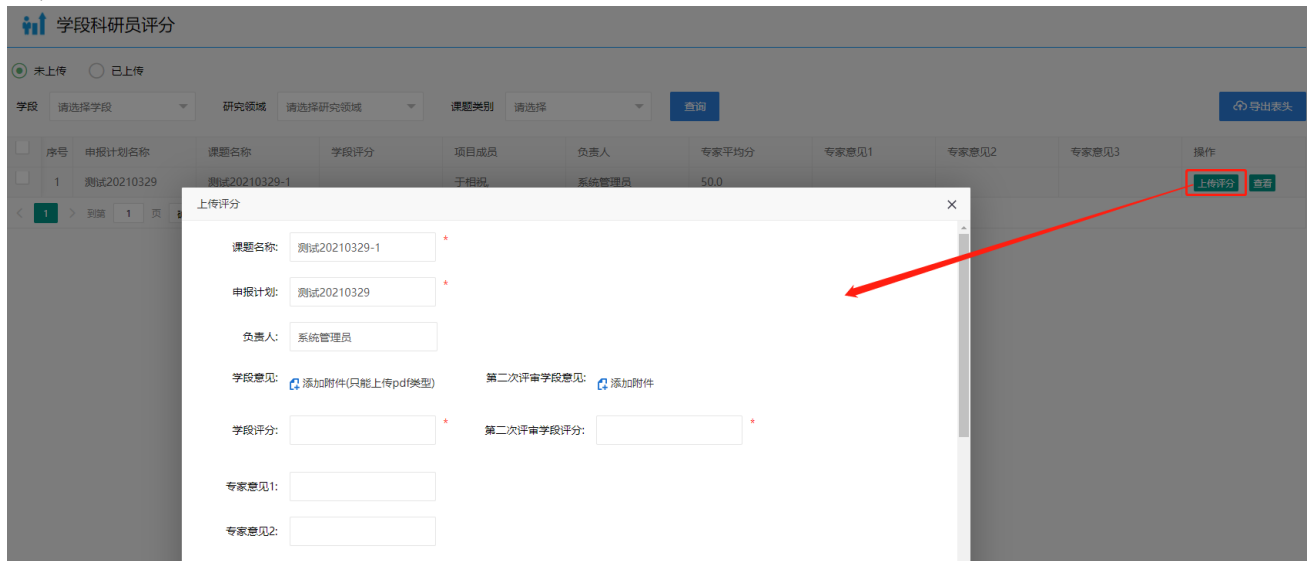 学段科研员评分
未上传 已上传
学段 请选择学段 研究领域 请选择研究领域 课题类别 请选择 查询 导出表头
序号 申报计划名称 课题名称 学段评分 项目成员 负责人 专家平均分 专家意见1 专家意见2 专家意见3 操作
1 测试20210329 测试20210329-1 于相祝 系统管理员 50.0 上传评分 查看
1 到第 1 页
上传评分
课题名称: 测试20210329-1 *
申报计划: 测试20210329 *
负责人: 系统管理员
学段意见: 添加附件(只能上传pdf类型) 第二次评审学段意见: 添加附件
学段评分: * 第二次评审学段评分: *
专家意见1:
专家意见2: